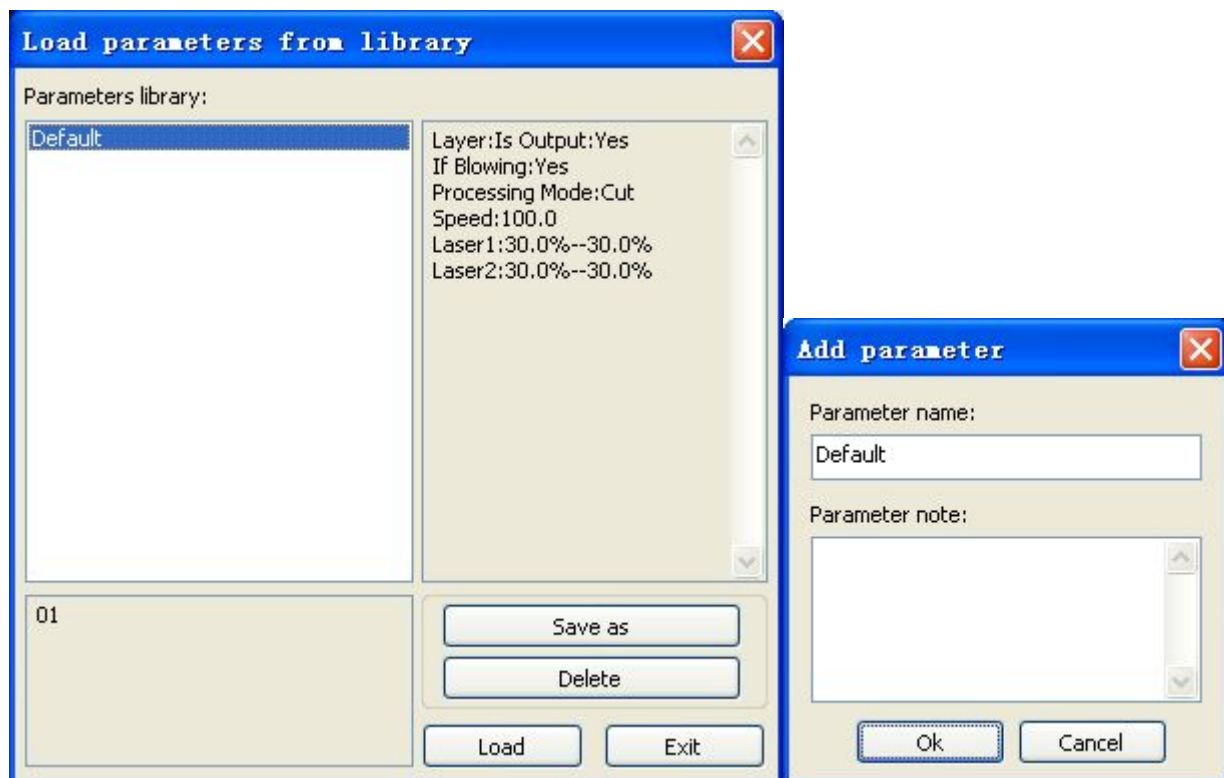 Load parameters from library
Parameters library:
Default
Layer:Is Output:Yes
If Blowing:Yes
Processing Mode:Cut
Speed:100.0
Laser1:30.0%--30.0%
Laser2:30.0%--30.0%
01
Save as
Delete
Load
Exit
Add parameter
Parameter name:
Default
Parameter note:
Ok
Cancel